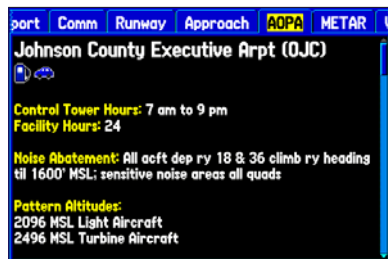 port Comm Runway Approach AOPA METAR
Johnson County Executive Arpt (OJC)
Control Tower Hours: 7 am to 9 pm
Facility Hours: 24
Noise Abatement: All acft dep ry 18 & 36 climb ry heading
til 1600' MSL; sensitive noise areas all quads
Pattern Altitudes:
2096 MSL Light Aircraft
2496 MSL Turbine Aircraft